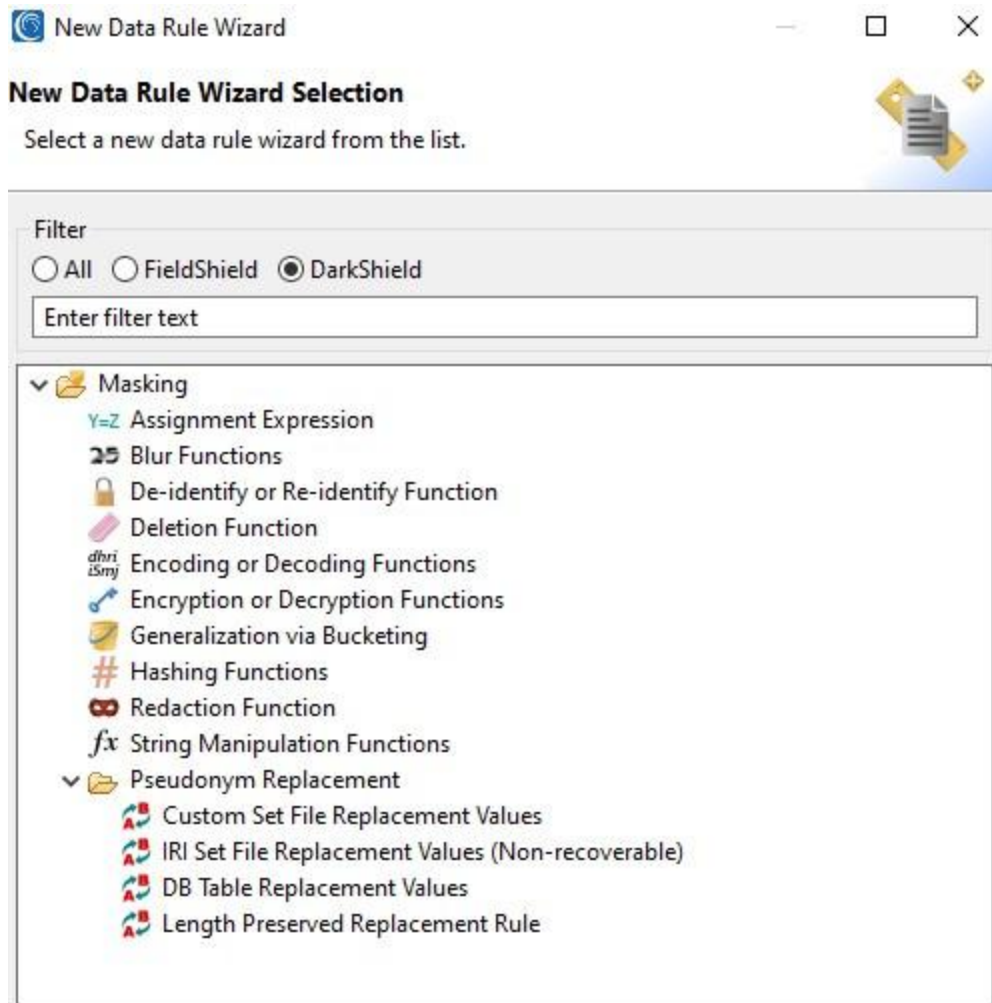 New Data Rule Wizard
New Data Rule Wizard Selection
Select a new data rule wizard from the list.
Filter
All FieldShield DarkShield
Enter filter text
Masking
Y=Z Assignment Expression
25 Blur Functions
De-identify or Re-identify Function
Deletion Function
dhri
iSmj Encoding or Decoding Functions
Encryption or Decryption Functions
Generalization via Bucketing
# Hashing Functions
Redaction Function
fx String Manipulation Functions
Pseudonym Replacement
A B Custom Set File Replacement Values
A B IRI Set File Replacement Values (Non-recoverable)
A B DB Table Replacement Values
A B Length Preserved Replacement Rule